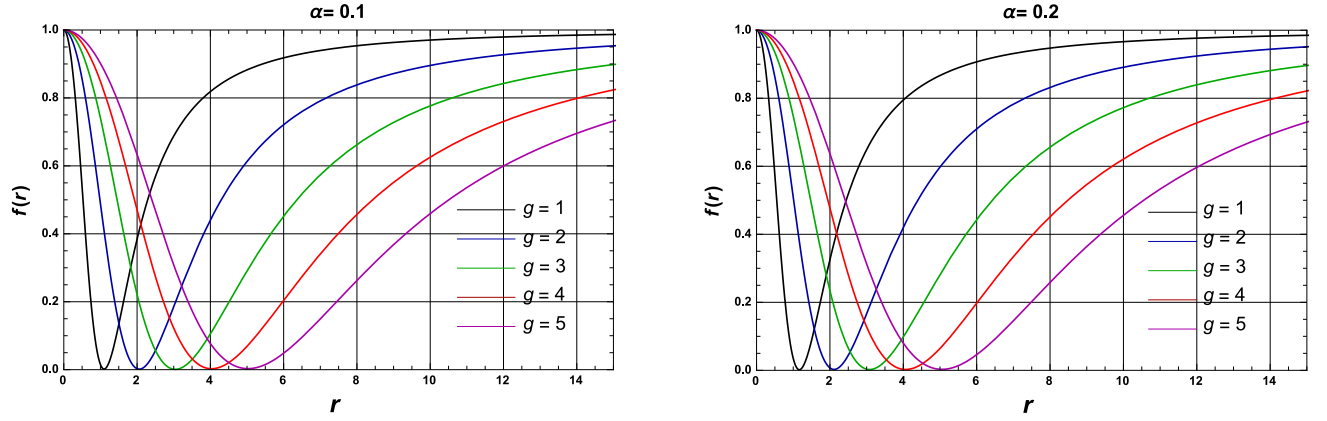 α= 0.1
f(r)
1.0
0.8
0.6
0.4
0.2
0.0
0 2 4 6 8 10 12 14
r
g = 1
g = 2
g = 3
g = 4
g = 5
α= 0.2
f(r)
1.0
0.8
0.6
0.4
0.2
0.0
0 2 4 6 8 10 12 14
r
g = 1
g = 2
g = 3
g = 4
g = 5